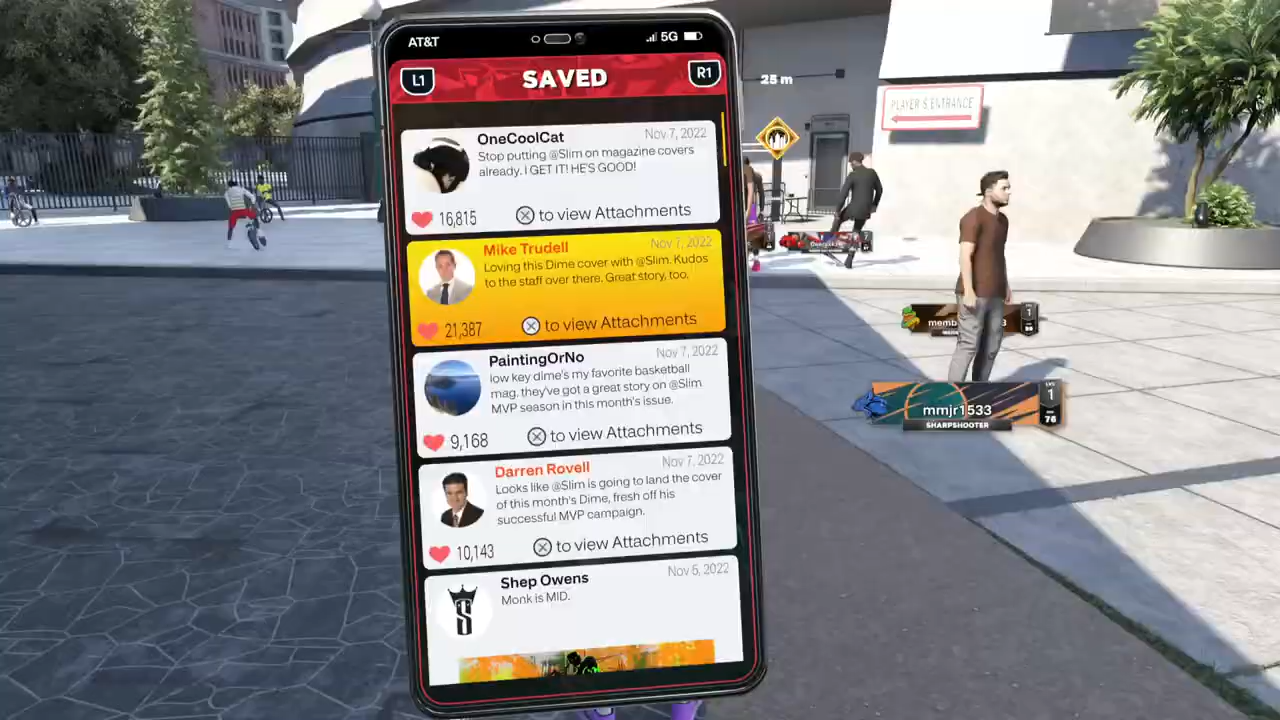 AT&T
5G
L1
SAVED
R1
OneCoolCat
Nov 7, 2022
Stop putting @Slim on magazine covers
already. I GET IT! HE'S GOOD!
16,815
to view Attachments
Mike Trudell
Nov 7, 2022
Loving this Dime cover with @Slim. Kudos
to the staff over there. Great story, too.
21,387
to view Attachments
PaintingOrNo
Nov 7, 2022
low key dime's my favorite basketball
mag. they've got a great story on @Slim
MVP season in this month's issue.
9,168
to view Attachments
Darren Rovell
Nov 7, 2022
Looks like @Slim is going to land the cover
of this month's Dime, fresh off his
successful MVP campaign.
10,143
to view Attachments
Shep Owens
Nov 6, 2022
Monk is MID.
25 m
PLAYER'S ENTRANCE
1
mmjr1533
SHARPSHOOTER
1
76